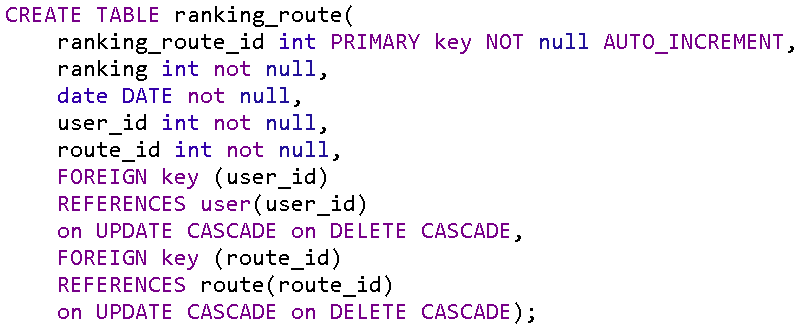 CREATE TABLE ranking_route(
    ranking_route_id int PRIMARY key NOT null AUTO_INCREMENT,
    ranking int not null,
    date DATE not null,
    user_id int not null,
    route_id int not null,
    FOREIGN key (user_id)
    REFERENCES user(user_id)
    on UPDATE CASCADE on DELETE CASCADE,
    FOREIGN key (route_id)
    REFERENCES route(route_id)
    on UPDATE CASCADE on DELETE CASCADE);